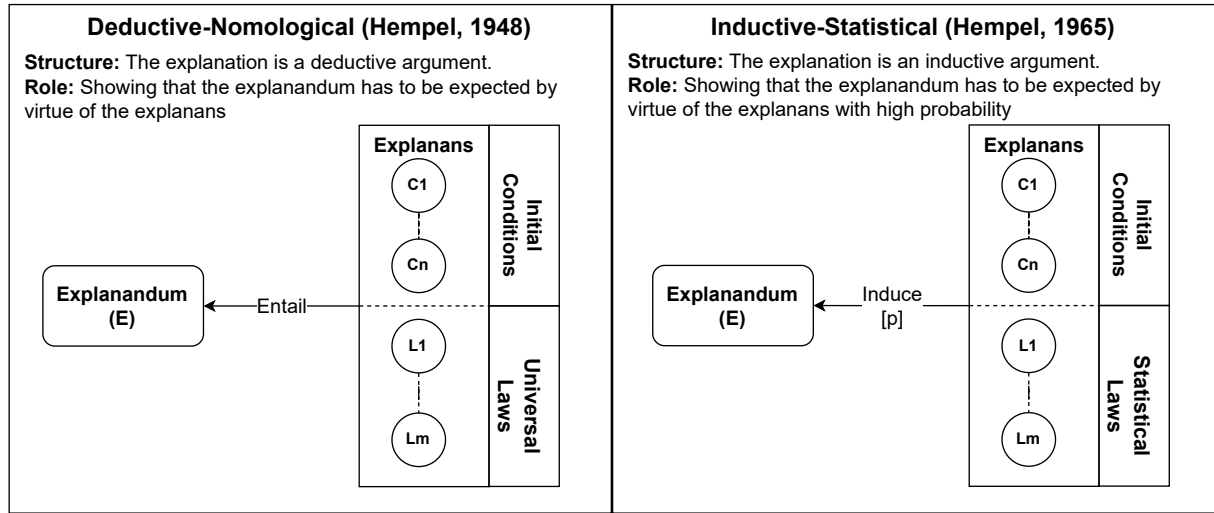 Deductive-Nomological (Hempel, 1948)
Structure: The explanation is a deductive argument.
Role: Showing that the explanandum has to be expected by
virtue of the explanans
Explanans
C1
Cn
Initial
Conditions
Explanandum
(E)
Entail
L1
Lm
Universal
Laws
Inductive-Statistical (Hempel, 1965)
Structure: The explanation is an inductive argument.
Role: Showing that the explanandum has to be expected by
virtue of the explanans with high probability
Explanans
C1
Cn
Initial
Conditions
Explanandum
(E)
Induce
[p]
L1
Lm
Statistical
Laws